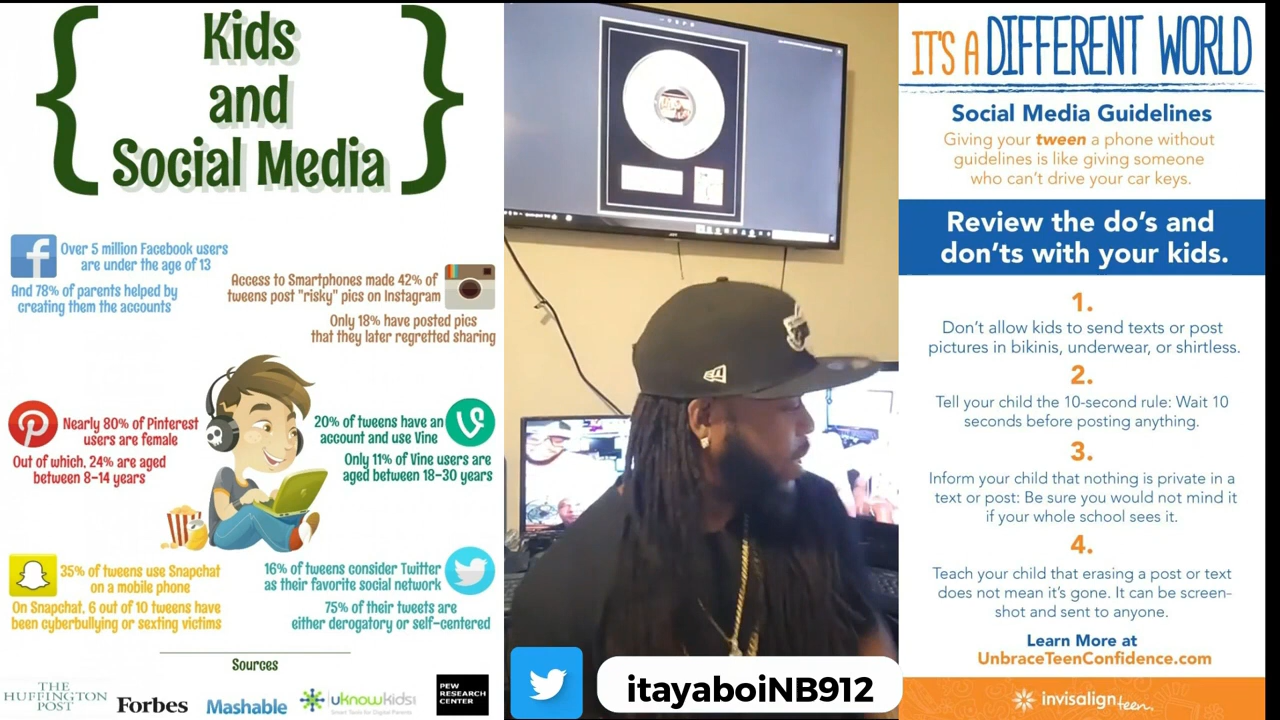 Kids
and
Social Media
Over 5 million Facebook users
are under the age of 13
And 78% of parents helped by
creating them the accounts
Access to Smartphones made 42% of
tweens post "risky" pics on Instagram
Only 18% have posted pics
that they later regretted sharing
Nearly 80% of Pinterest
users are female
Out of which, 24% are aged
between 8-14 years
20% of tweens have an
account and use Vine
Only 11% of Vine users are
aged between 18-30 years
35% of tweens use Snapchat
on a mobile phone
On Snapchat, 6 out of 10 tweens have
been cyberbullying or sexting victims
16% of tweens consider Twitter
as their favorite social network
75% of their tweets are
either derogatory or self-centered
Sources
THE
HUFFINGTON
POST
Forbes
Mashable
uKnowkids
Smart Tools for Digital Parents
PEW
RESEARCH
CENTER
itayaboiNB912
IT'S A DIFFERENT WORLD
Social Media Guidelines
Giving your tween a phone without
guidelines is like giving someone
who can't drive your car keys.
Review the do's and
don'ts with your kids.
1.
Don't allow kids to send texts or post
pictures in bikinis, underwear, or shirtless.
2.
Tell your child the 10-second rule: Wait 10
seconds before posting anything.
3.
Inform your child that nothing is private in a
text or post: Be sure you would not mind it
if your whole school sees it.
4.
Teach your child that erasing a post or text
does not mean it's gone. It can be screen-
shot and sent to anyone.
Learn More at
UnbraceTeenConfidence.com
invisalign teen